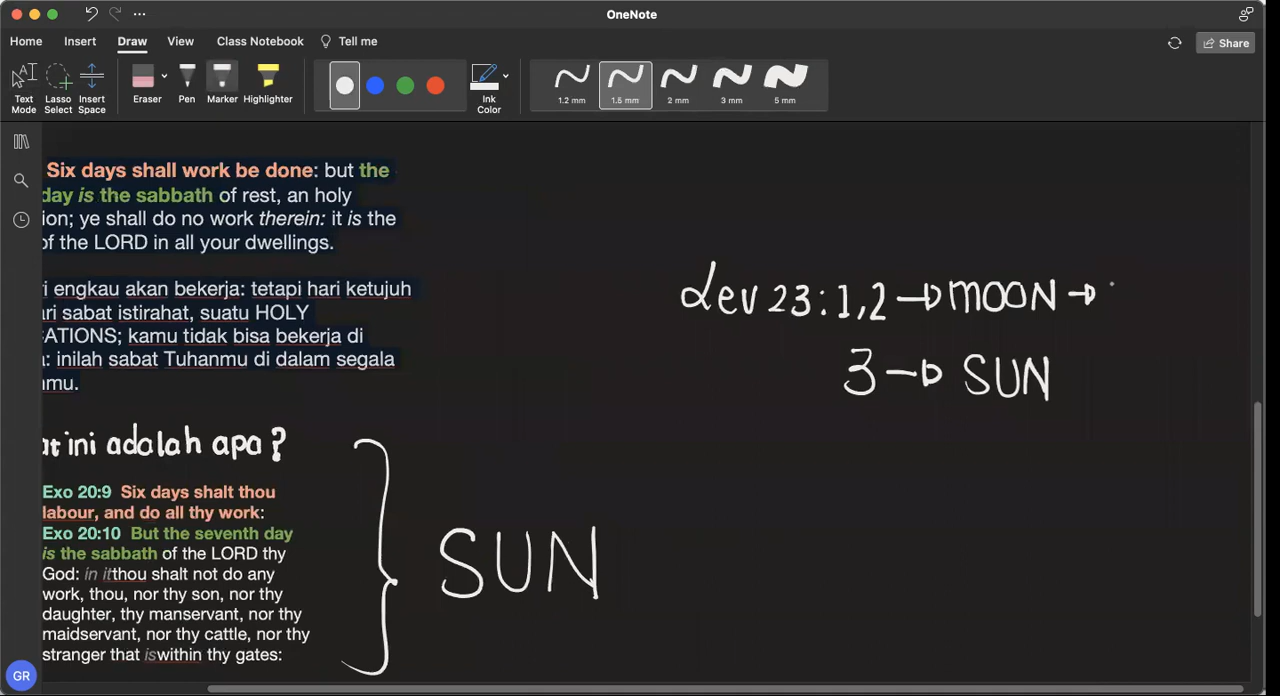 OneNote
Home Insert Draw View Class Notebook Tell me
Share
Text Mode
Lasso Select
Insert Space
Eraser
Pen
Marker
Highlighter
Ink Color
1.2 mm
1.5 mm
2 mm
3 mm
5 mm
Six days shall work be done: but the
day is the sabbath of rest, an holy
ion; ye shall do no work therein: it is the
of the LORD in all your dwellings.
i engkau akan bekerja: tetapi hari ketujuh
ari sabat istirahat, suatu HOLY
CATIONS; kamu tidak bisa bekerja di
a: inilah sabat Tuhanmu di dalam segala
nmu.
at ini adalah apa?
Exo 20:9 Six days shalt thou
labour, and do all thy work:
Exo 20:10 But the seventh day
is the sabbath of the LORD thy
God: in itthou shalt not do any
work, thou, nor thy son, nor thy
daughter, thy manservant, nor thy
maidservant, nor thy cattle, nor thy
stranger that iswithin thy gates:
SUN
Lev 23:1,2 → MOON →
3 → SUN
GR